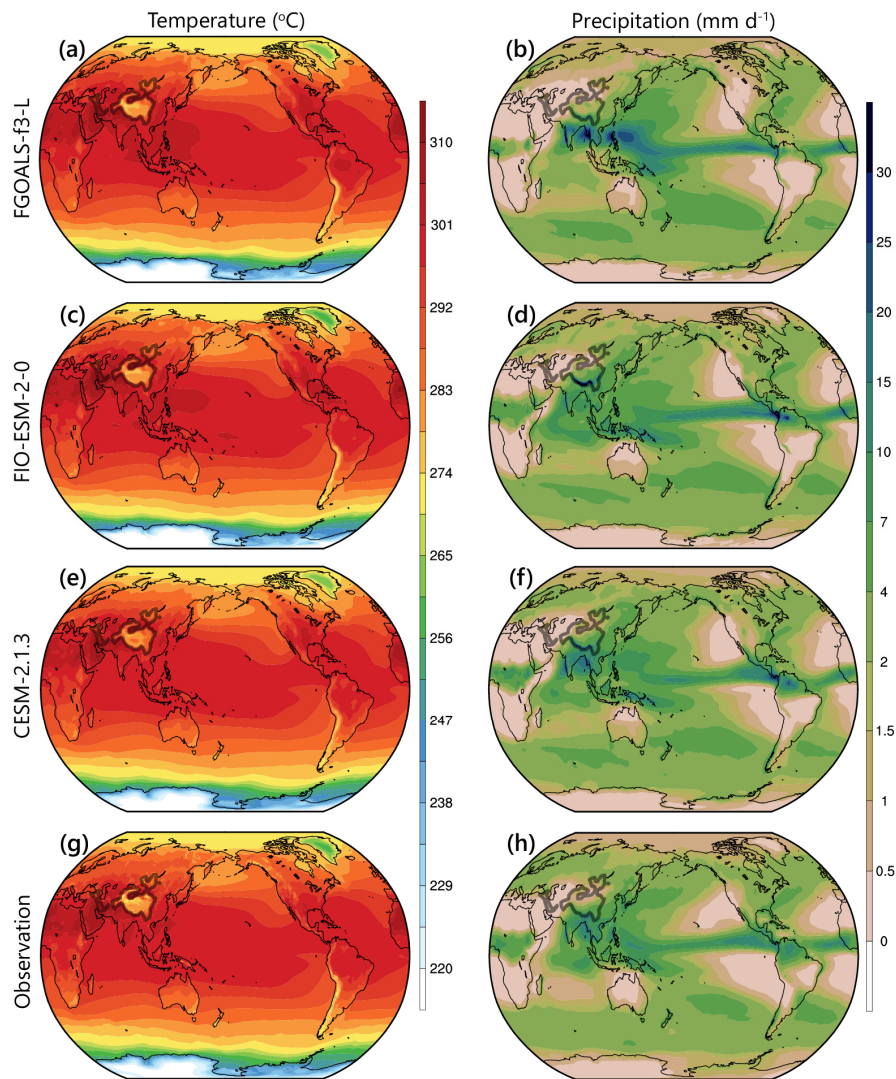 Temperature (°C)
Precipitation (mm d⁻¹)
FGOALS-f3-L
(a)
(b)
310
301
292
283
274
265
256
247
238
229
220
30
25
20
15
10
7
4
2
1.5
1
0.5
0
FIO-ESM-2-0
(c)
(d)
CESM-2.1.3
(e)
(f)
Observation
(g)
(h)